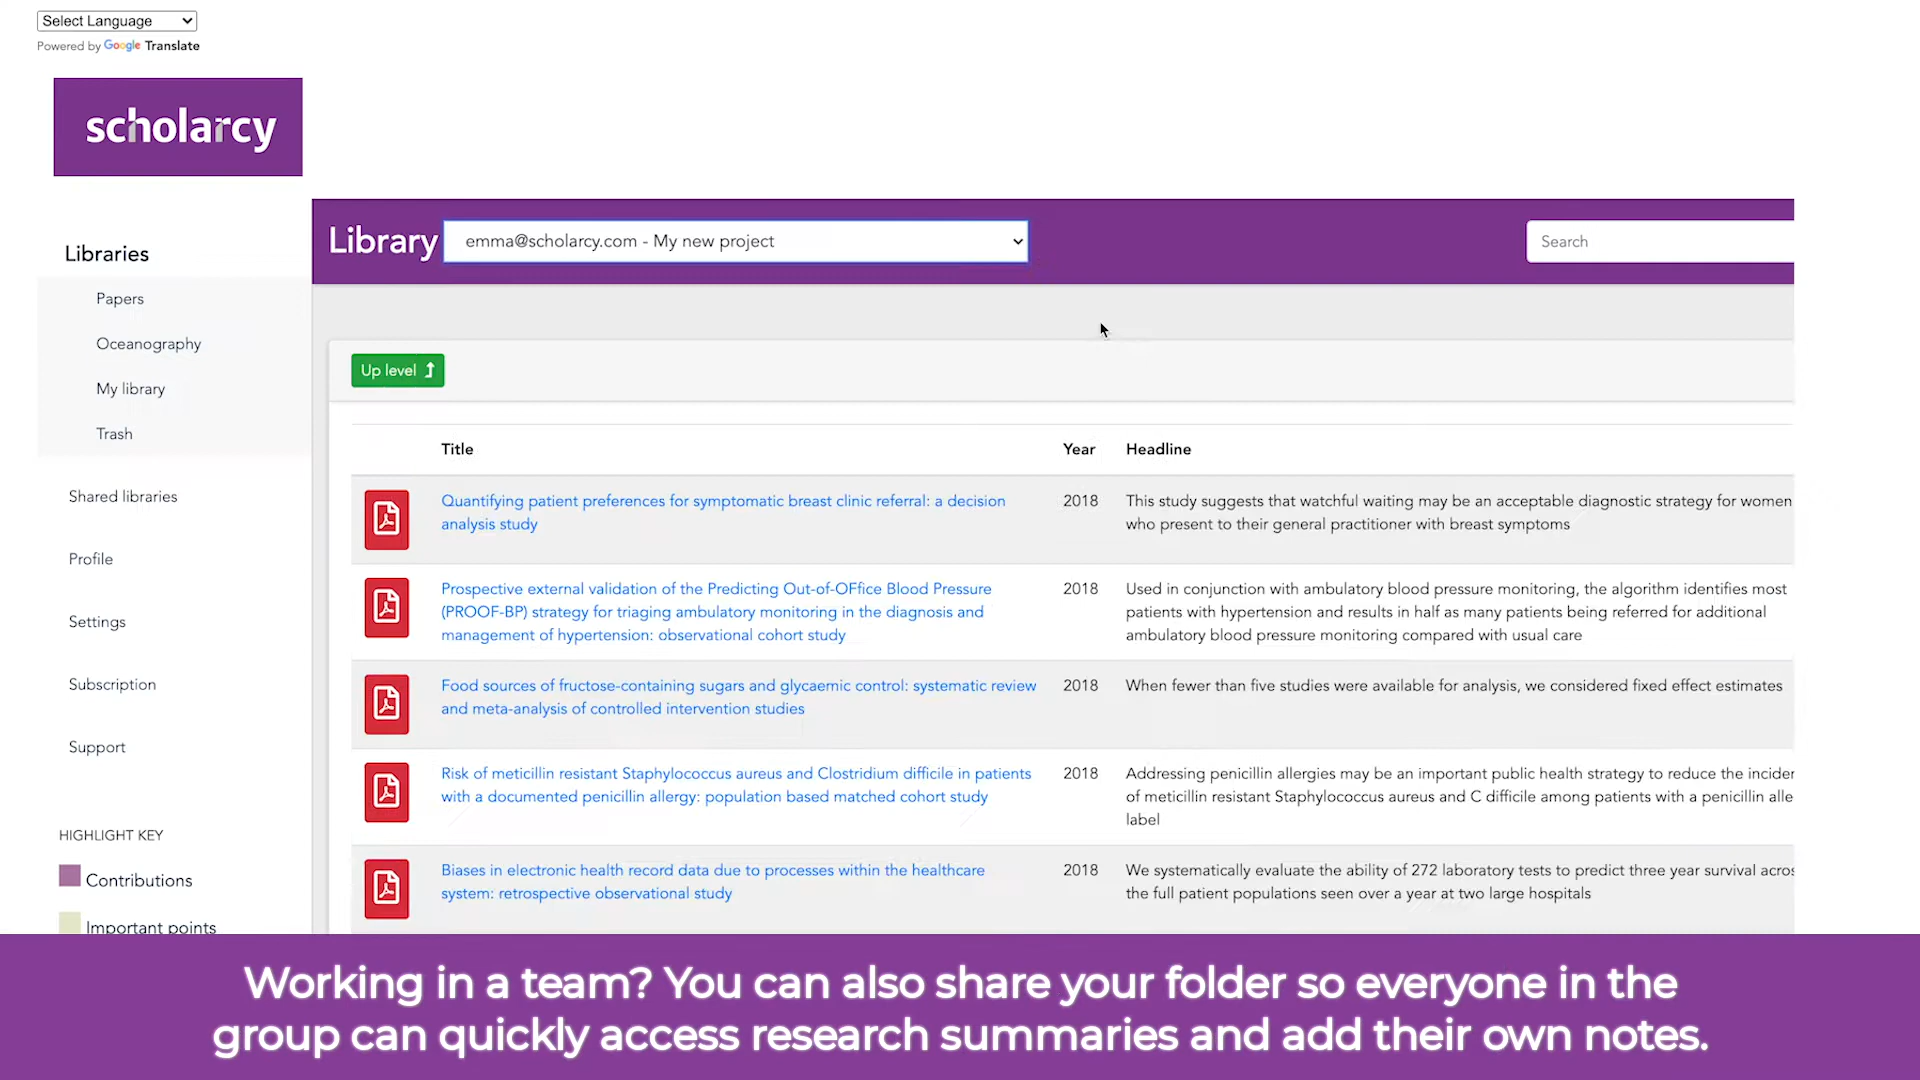 Select Language
Powered by Google Translate
scholarcy
Library
emma@scholarcy.com - My new project
Search
Libraries
Papers
Oceanography
My library
Trash
Shared libraries
Profile
Settings
Subscription
Support
HIGHLIGHT KEY
Contributions
Important points
Up level
Title Year Headline
Quantifying patient preferences for symptomatic breast clinic referral: a decision
analysis study
2018
This study suggests that watchful waiting may be an acceptable diagnostic strategy for women
who present to their general practitioner with breast symptoms
Prospective external validation of the Predicting Out-of-OFfice Blood Pressure
(PROOF-BP) strategy for triaging ambulatory monitoring in the diagnosis and
management of hypertension: observational cohort study
2018
Used in conjunction with ambulatory blood pressure monitoring, the algorithm identifies most
patients with hypertension and results in half as many patients being referred for additional
ambulatory blood pressure monitoring compared with usual care
Food sources of fructose-containing sugars and glycaemic control: systematic review
and meta-analysis of controlled intervention studies
2018
When fewer than five studies were available for analysis, we considered fixed effect estimates
Risk of meticillin resistant Staphylococcus aureus and Clostridium difficile in patients
with a documented penicillin allergy: population based matched cohort study
2018
Addressing penicillin allergies may be an important public health strategy to reduce the inciden
of meticillin resistant Staphylococcus aureus and C difficile among patients with a penicillin alle
label
Biases in electronic health record data due to processes within the healthcare
system: retrospective observational study
2018
We systematically evaluate the ability of 272 laboratory tests to predict three year survival acros
the full patient populations seen over a year at two large hospitals
Working in a team? You can also share your folder so everyone in the
group can quickly access research summaries and add their own notes.